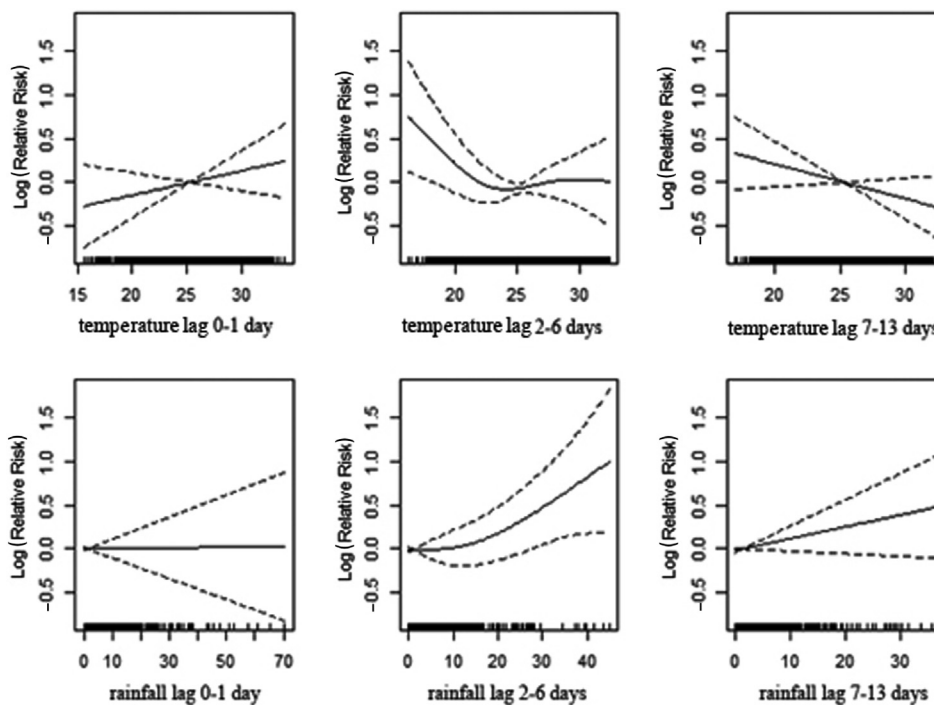 Log (Relative Risk)
1.5
1.0
0.5
0.0
−0.5
15 20 25 30
temperature lag 0-1 day
Log (Relative Risk)
1.5
1.0
0.5
0.0
−0.5
20 25 30
temperature lag 2-6 days
Log (Relative Risk)
1.5
1.0
0.5
0.0
−0.5
20 25 30
temperature lag 7-13 days
Log (Relative Risk)
1.5
1.0
0.5
0.0
−0.5
0 10 30 50 70
rainfall lag 0-1 day
Log (Relative Risk)
1.5
1.0
0.5
0.0
−0.5
0 10 20 30 40
rainfall lag 2-6 days
Log (Relative Risk)
1.5
1.0
0.5
0.0
−0.5
0 10 20 30
rainfall lag 7-13 days